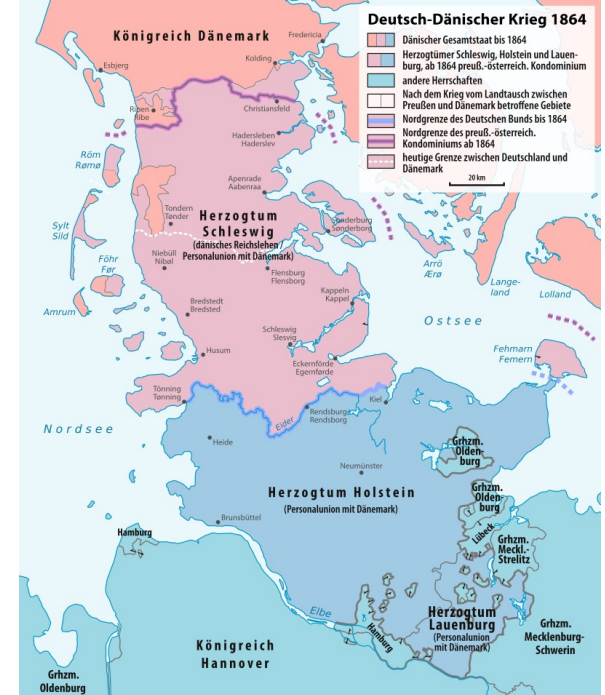 Deutsch-Dänischer Krieg 1864
Dänischer Gesamtstaat bis 1864
Herzogtümer Schleswig, Holstein und Lauen-
burg, ab 1864 preuß.-österreich. Kondominium
andere Herrschaften
Nach dem Krieg vom Landtausch zwischen
Preußen und Dänemark betroffene Gebiete
Nordgrenze des Deutschen Bunds bis 1864
Nordgrenze des preuß.-österreich.
Kondominiums ab 1864
heutige Grenze zwischen Deutschland und
Dänemark
20 km
Königreich Dänemark
Fredericia
Kolding
Esbjerg
Ripen
Ribe
Christiansfeld
Hadersleben
Haderslev
Röm
Rømø
Apenrade
Aabenraa
Tondern
Tønder
Herzogtum
Schleswig
(dänisches Reichslehen /
Personalunion mit Dänemark)
Sonderburg
Sønderborg
Sylt
Sild
Niebüll
Nibøl
Föhr
Før
Flensburg
Flensborg
Arrö
Ærø
Lange-
land
Lolland
Amrum
Bredstedt
Bredsted
Kappeln
Kappel
Ostsee
Schleswig
Slesvig
Husum
Eckernförde
Egernførde
Fehmarn
Femern
Tönning
Tønning
Kiel
Eider
Rendsburg
Rendsborg
Nordsee
Heide
Neumünster
Grhzm.
Olden-
burg
Herzogtum Holstein
(Personalunion mit Dänemark)
Grhzm.
Olden-
burg
Brunsbüttel
Hamburg
Lübeck
Grhzm.
Meckl.-
Strelitz
Elbe
Hamburg
Herzogtum
Lauenburg
(Personalunion
mit Dänemark)
Grhzm.
Mecklenburg-
Schwerin
Königreich
Hannover
Grhzm.
Oldenburg